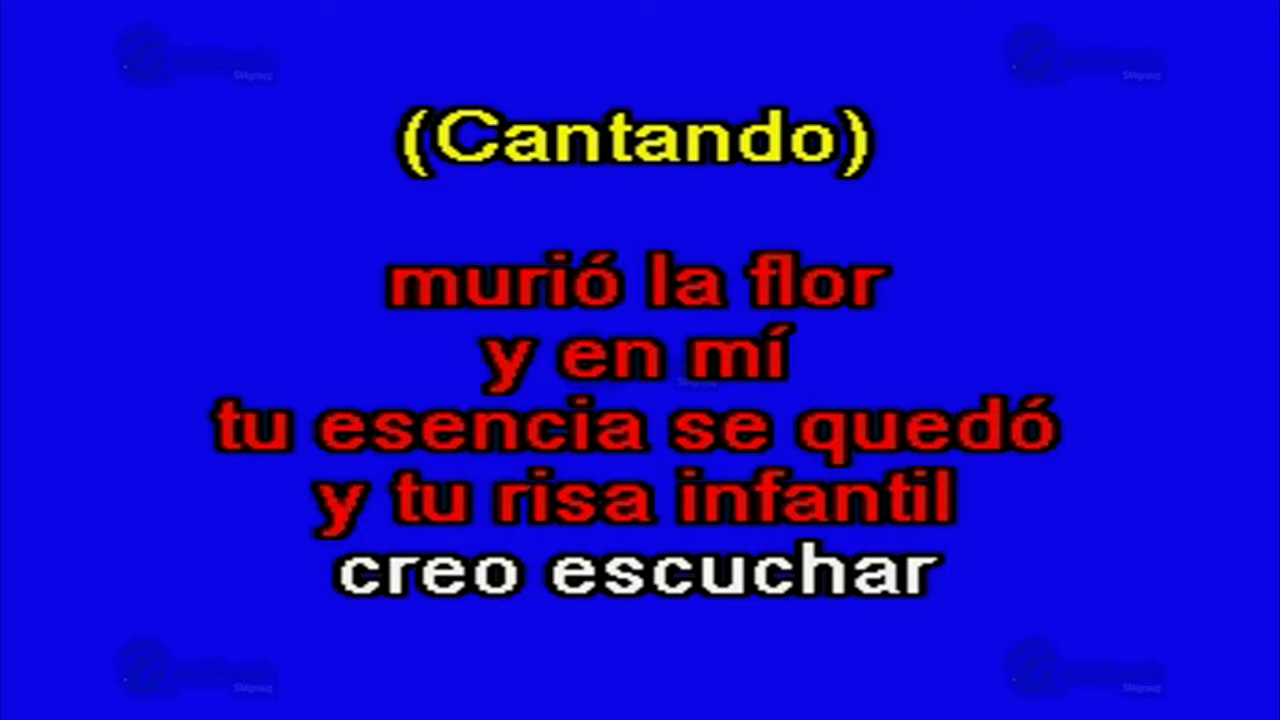 (Cantando)
murió la flor
y en mí
tu esencia se quedó
y tu risa infantil
creo escuchar